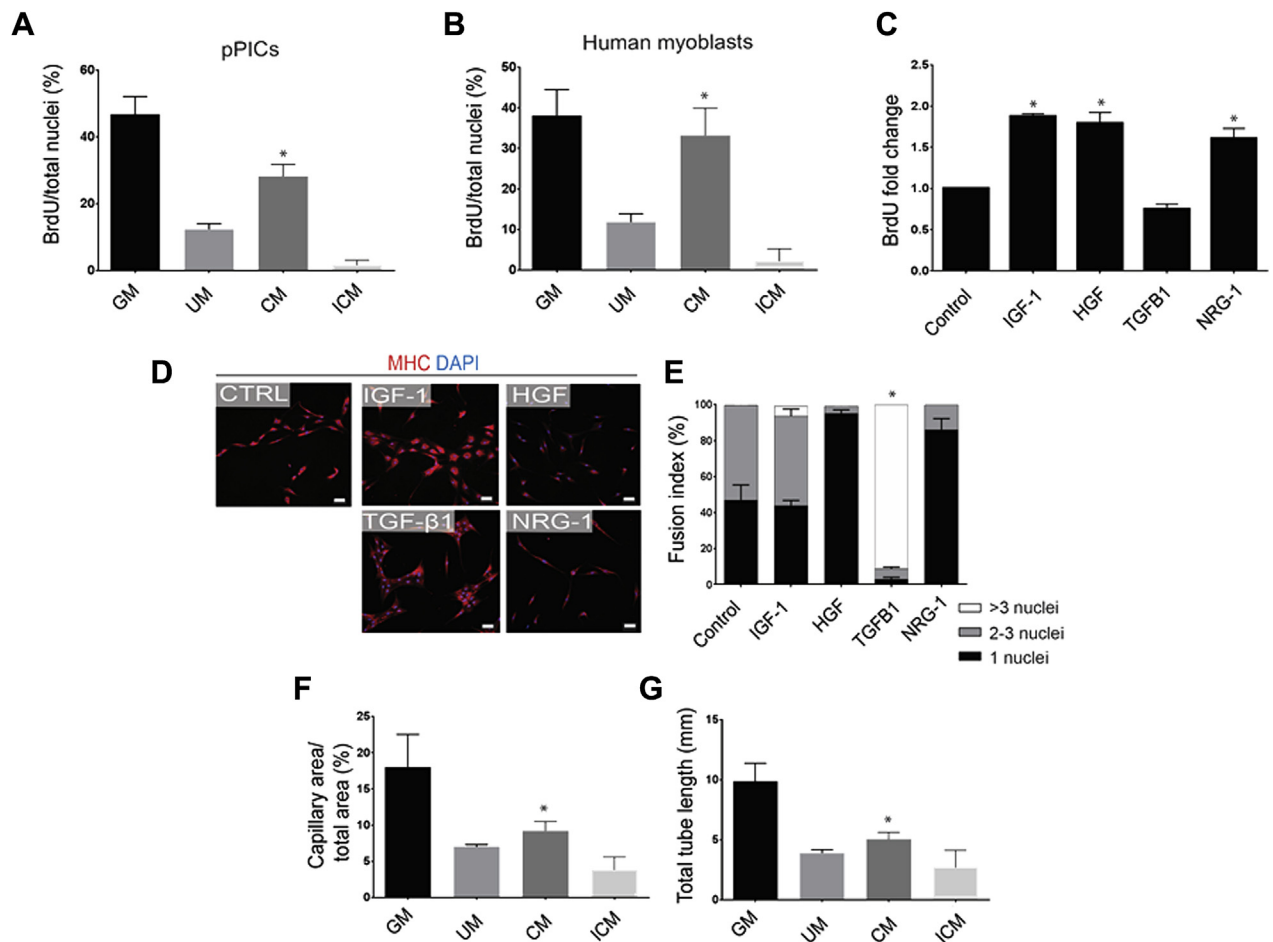 A
pPICs
BrdU/total nuclei (%)
60
40
20
0
GM
UM
CM
*
ICM
B
Human myoblasts
BrdU/total nuclei (%)
50
40
30
20
10
0
GM
UM
CM
*
ICM
C
BrdU fold change
2.5
2.0
1.5
1.0
0.5
0.0
Control
IGF-1
*
HGF
*
TGFB1
NRG-1
*
D
MHC DAPI
CTRL
IGF-1
HGF
TGF-β1
NRG-1
E
Fusion index (%)
100
80
60
40
20
0
*
Control
IGF-1
HGF
TGFB1
NRG-1
>3 nuclei
2-3 nuclei
1 nuclei
F
Capillary area/
total area (%)
25
20
15
10
5
0
GM
UM
CM
*
ICM
G
Total tube length (mm)
15
10
5
0
GM
UM
CM
*
ICM